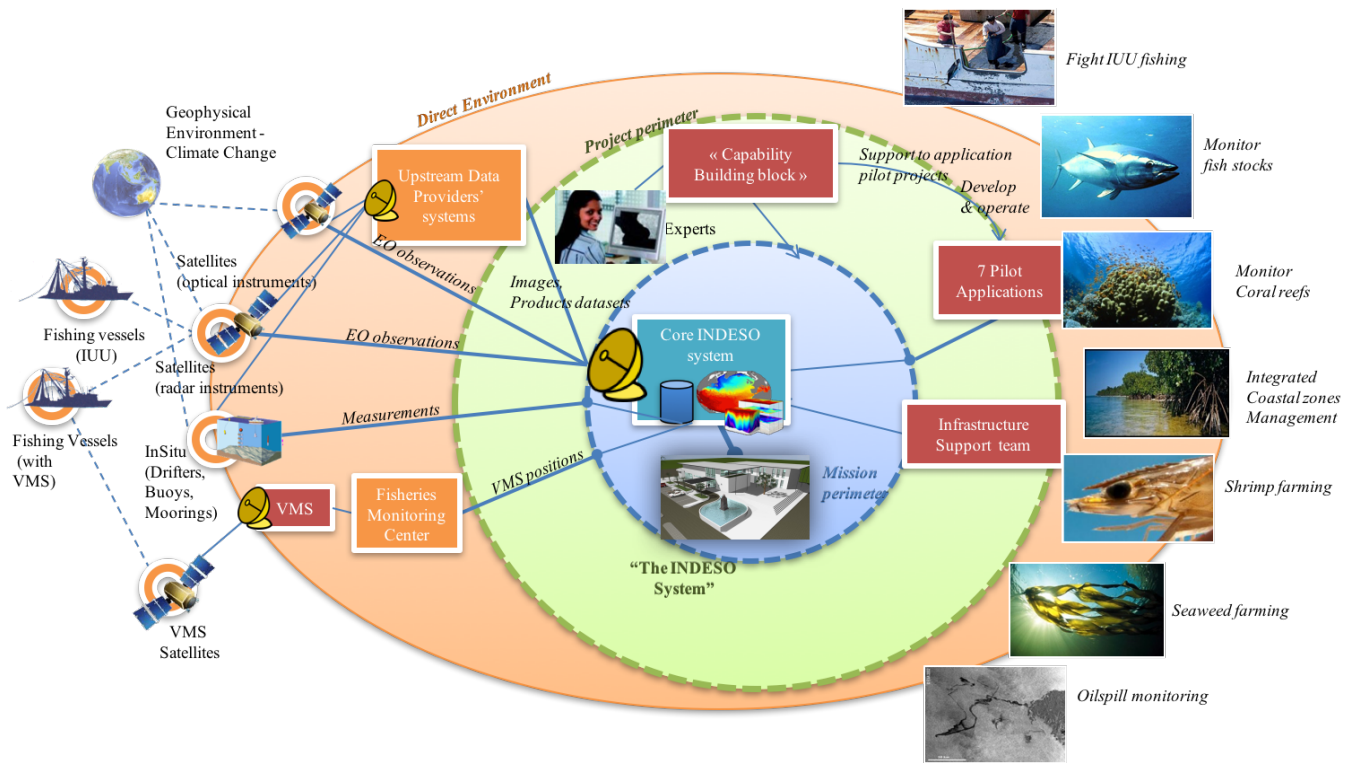 Fight IUU fishing
Direct Environment
Geophysical
Environment -
Climate Change
Project perimeter
« Capability
Building block »
Support to application
pilot projects
Monitor
fish stocks
Upstream Data
Providers’
systems
Develop
& operate
Experts
EO observations
Satellites
(optical instruments)
Images,
Products datasets
7 Pilot
Applications
Monitor
Coral reefs
Fishing vessels
(IUU)
EO observations
Core INDESO
system
Satellites
(radar instruments)
Integrated
Coastal zones
Management
Measurements
Fishing Vessels
(with
VMS)
InSitu
(Drifters,
Buoys,
Moorings)
Infrastructure
Support team
VMS positions
Mission
perimeter
Shrimp farming
VMS
Fisheries
Monitoring
Center
“The INDESO
System”
Seaweed farming
VMS
Satellites
Oilspill monitoring